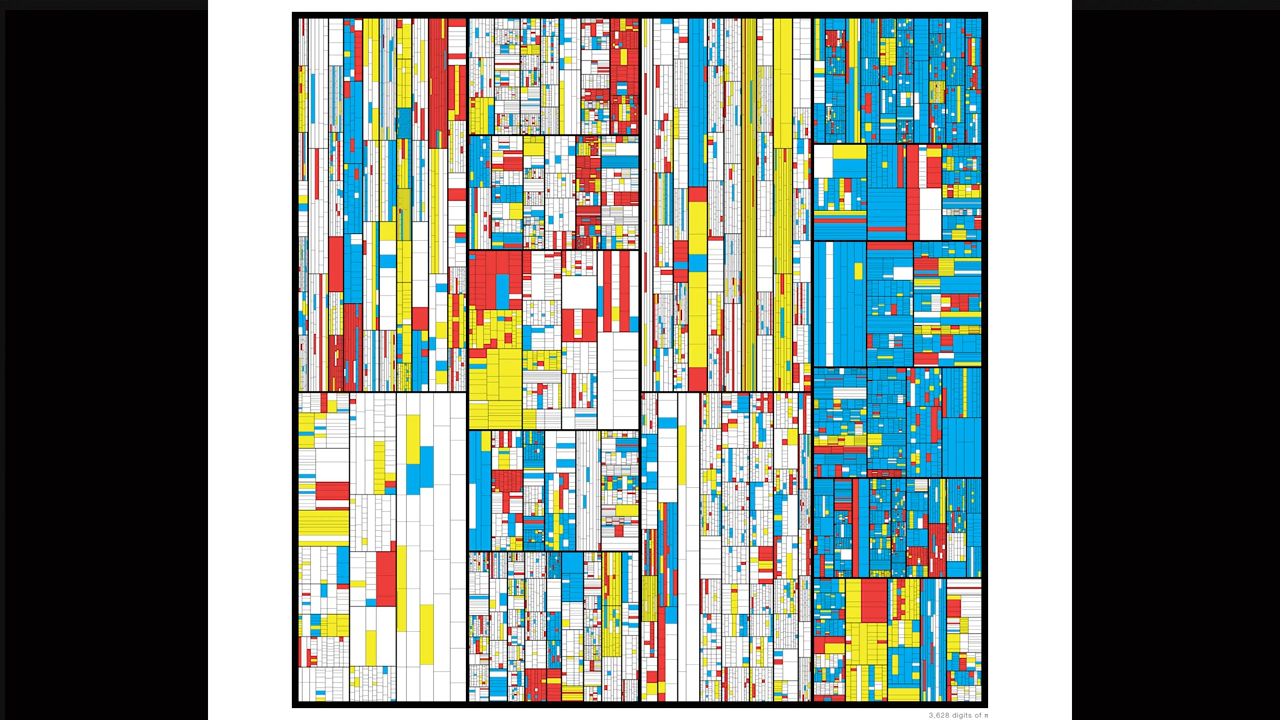 3,628 digits of π